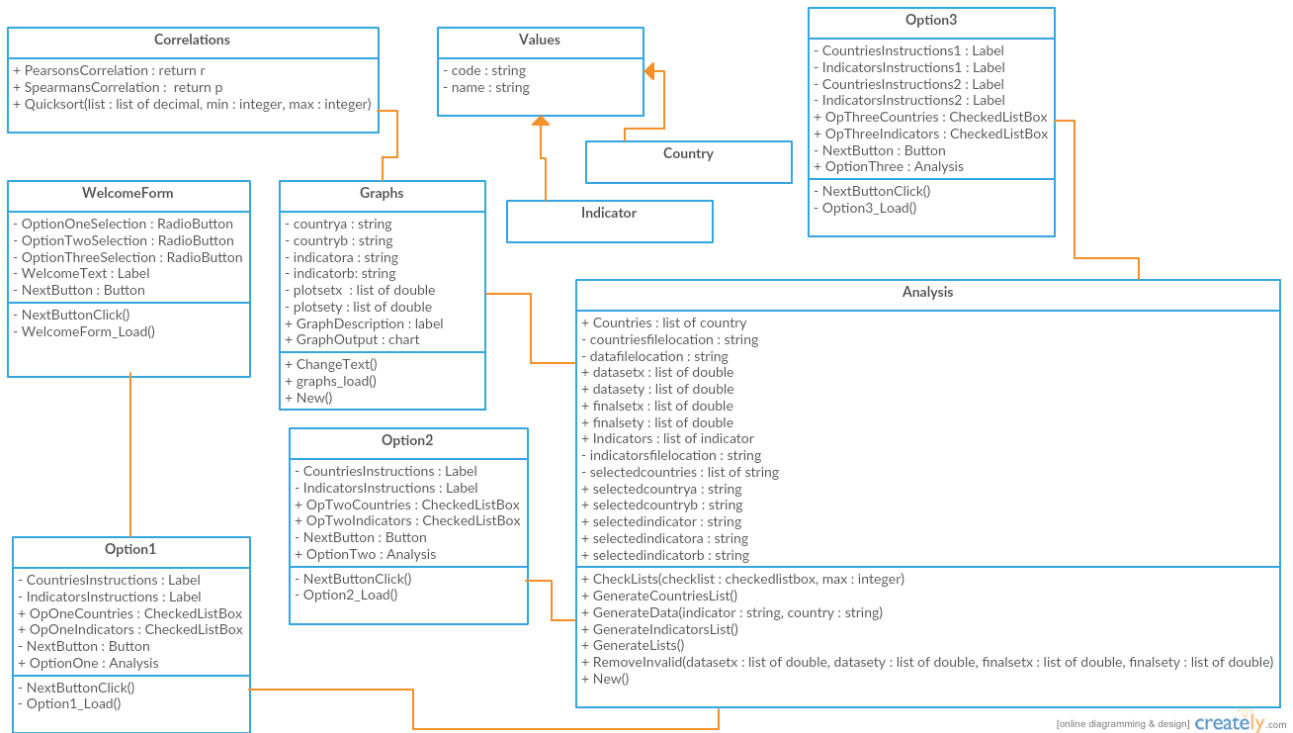 Correlations
+ PearsonsCorrelation : return r
+ SpearmansCorrelation :  return p
+ Quicksort(list : list of decimal, min : integer, max : integer)
Values
- code : string
- name : string
Option3
- CountriesInstructions1 : Label
- IndicatorsInstructions1 : Label
- CountriesInstructions2 : Label
- IndicatorsInstructions2 : Label
+ OpThreeCountries : CheckedListBox
+ OpThreeIndicators : CheckedListBox
- NextButton : Button
+ OptionThree : Analysis
- NextButtonClick()
- Option3_Load()
Country
Indicator
WelcomeForm
- OptionOneSelection : RadioButton
- OptionTwoSelection : RadioButton
- OptionThreeSelection : RadioButton
- WelcomeText : Label
- NextButton : Button
- NextButtonClick()
- WelcomeForm_Load()
Graphs
- countrya : string
- countryb : string
- indicatora : string
- indicatorb: string
- plotsetx  : list of double
- plotsety : list of double
+ GraphDescription : label
+ GraphOutput : chart
+ ChangeText()
+ graphs_load()
+ New()
Analysis
+ Countries : list of country
- countriesfilelocation : string
- datafilelocation : string
+ datasetx : list of double
+ datasety : list of double
+ finalsetx : list of double
+ finalsety : list of double
+ Indicators : list of indicator
- indicatorsfilelocation : string
- selectedcountries : list of string
+ selectedcountrya : string
+ selectedcountryb : string
+ selectedindicator : string
+ selectedindicatora : string
+ selectedindicatorb : string
+ CheckLists(checklist : checkedlistbox, max : integer)
+ GenerateCountriesList()
+ GenerateData(indicator : string, country : string)
+ GenerateIndicatorsList()
+ GenerateLists()
+ RemoveInvalid(datasetx : list of double, datasety : list of double, finalsetx : list of double, finalsety : list of double)
+ New()
Option2
- CountriesInstructions : Label
- IndicatorsInstructions : Label
+ OpTwoCountries : CheckedListBox
+ OpTwoIndicators : CheckedListBox
- NextButton : Button
+ OptionTwo : Analysis
- NextButtonClick()
- Option2_Load()
Option1
- CountriesInstructions : Label
- IndicatorsInstructions : Label
+ OpOneCountries : CheckedListBox
+ OpOneIndicators : CheckedListBox
- NextButton : Button
+ OptionOne : Analysis
- NextButtonClick()
- Option1_Load()
[online diagramming & design] creately.com